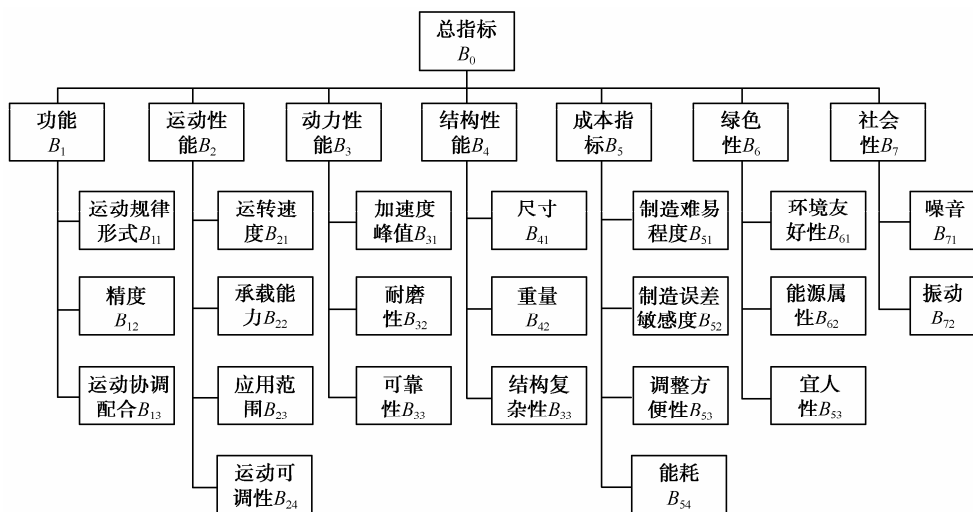 总指标
B₀
功能
B₁
运动性
能B₂
动力性
能B₃
结构性
能B₄
成本指
标B₅
绿色
性B₆
社会
性B₇
运动规律
形式B₁₁
精度
B₁₂
运动协调
配合B₁₃
运转速
度B₂₁
承载能
力B₂₂
应用范
围B₂₃
运动可
调性B₂₄
加速度
峰值B₃₁
耐磨
性B₃₂
可靠
性B₃₃
尺寸
B₄₁
重量
B₄₂
结构复
杂性B₃₃
制造难易
程度B₅₁
制造误差
敏感度B₅₂
调整方
便性B₅₃
能耗
B₅₄
环境友
好性B₆₁
能源属
性B₆₂
宜人
性B₅₃
噪音
B₇₁
振动
B₇₂